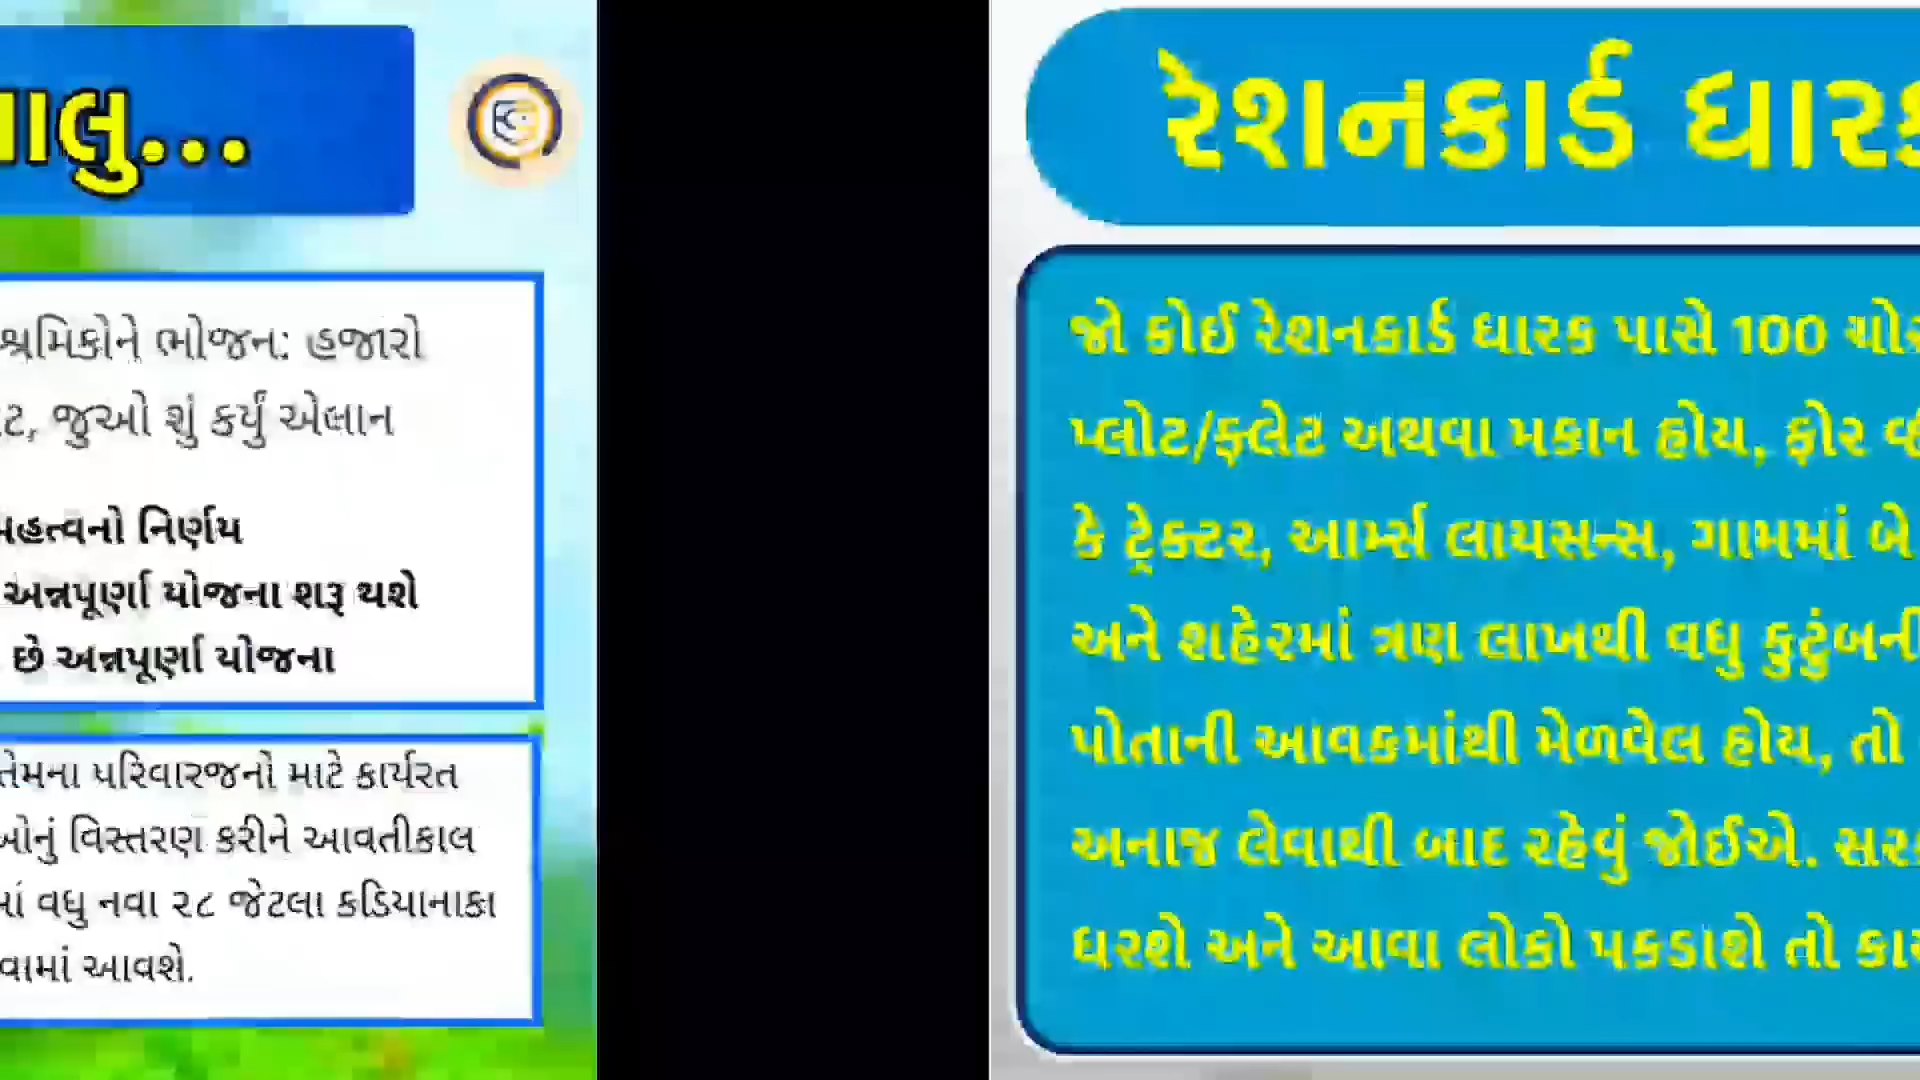 શ્રમિકોને ભોજન: હજારો
જુઓ શું કર્યું એલાન
મહત્વનો નિર્ણય
અન્નપૂર્ણા યોજના શરૂ થશે
છે અન્નપૂર્ણા યોજના
તેમના પરિવારજનો માટે કાર્યરત
વિસ્તરણ કરીને આવતીકાલ
વધુ નવા ૨૮ જેટલા કડિયાનાકા
આવશે.
રેશનકાર્ડ ધારક
જો કોઈ રેશનકાર્ડ ધારક પાસે 100
પ્લોટ/ફ્લેટ અથવા મકાન હોય, ફોર
કે ટ્રેક્ટર, આર્મ્સ લાયસન્સ, ગામમાં બે
અને શહેરમાં ત્રણ લાખથી વધુ કુટુંબની
પોતાની આવકમાંથી મેળવેલ હોય, તો
અનાજ લેવાથી બાદ રહેવું જોઈએ.
ધરશે અને આવા લોકો પકડાશે તો